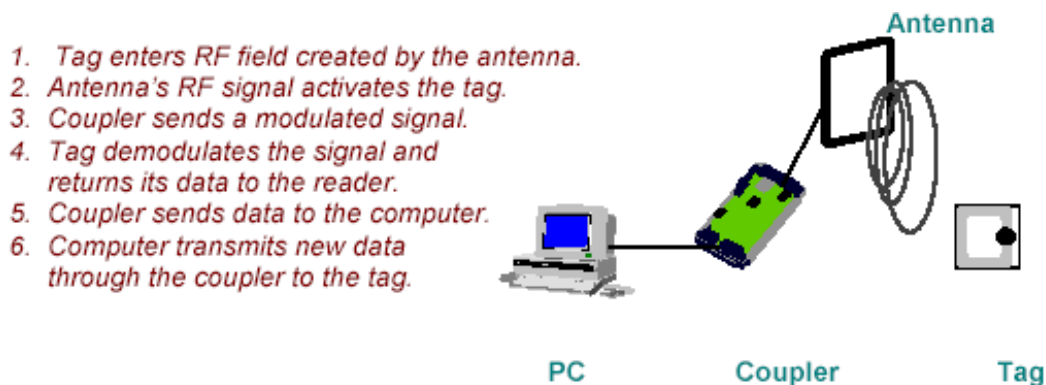 Antenna
1. Tag enters RF field created by the antenna.
2. Antenna's RF signal activates the tag.
3. Coupler sends a modulated signal.
4. Tag demodulates the signal and
returns its data to the reader.
5. Coupler sends data to the computer.
6. Computer transmits new data
through the coupler to the tag.
PC Coupler Tag